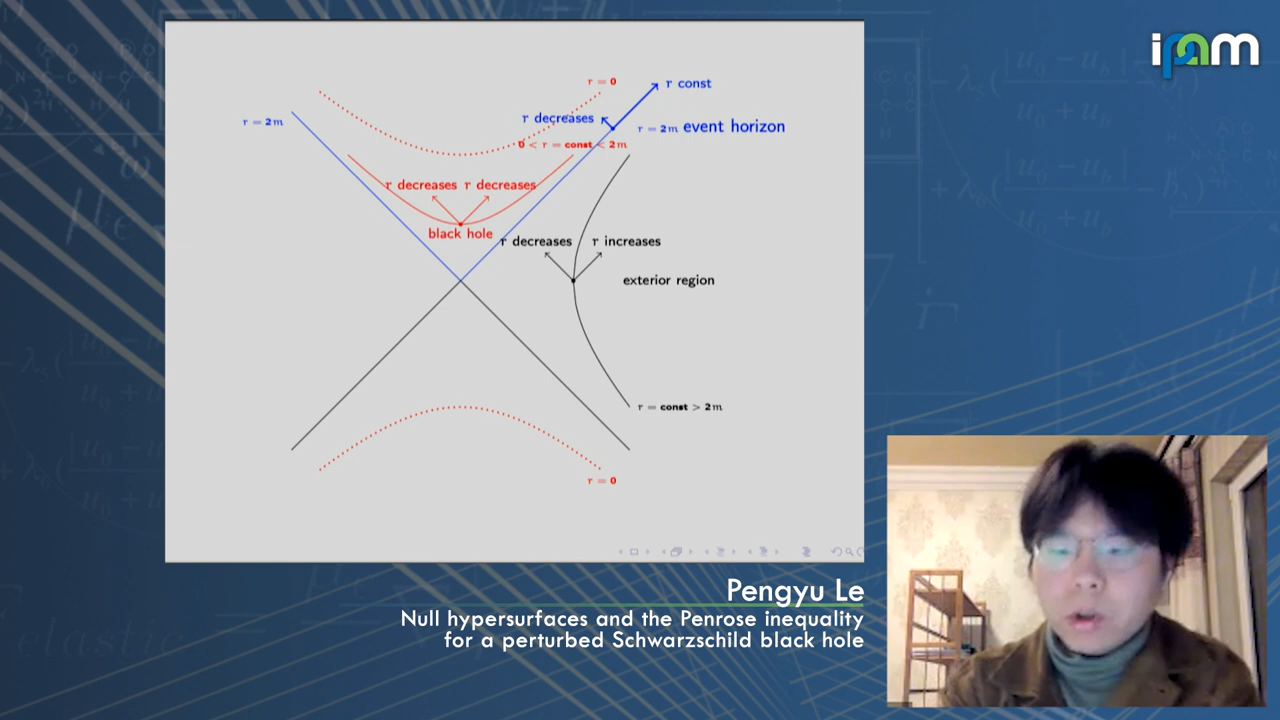 ipam
r = 0
r const
r = 2m
r decreases
r = 2m event horizon
0 < r = const < 2m
r decreases r decreases
black hole
r decreases
r increases
exterior region
r = const > 2m
r = 0
Pengyu Le
Null hypersurfaces and the Penrose inequality
for a perturbed Schwarzschild black hole